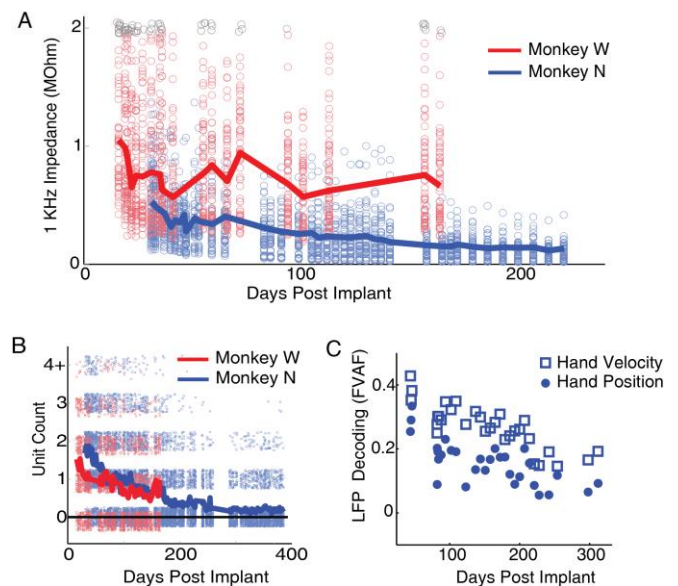 A
2
1
0
1 KHz Impedance (MOhm)
Monkey W
Monkey N
0
100
200
Days Post Implant
B
4+
3
2
1
0
Unit Count
Monkey W
Monkey N
0
200
400
Days Post Implant
C
0.4
0.2
0
LFP Decoding (FVAF)
Hand Velocity
Hand Position
100
200
300
Days Post Implant